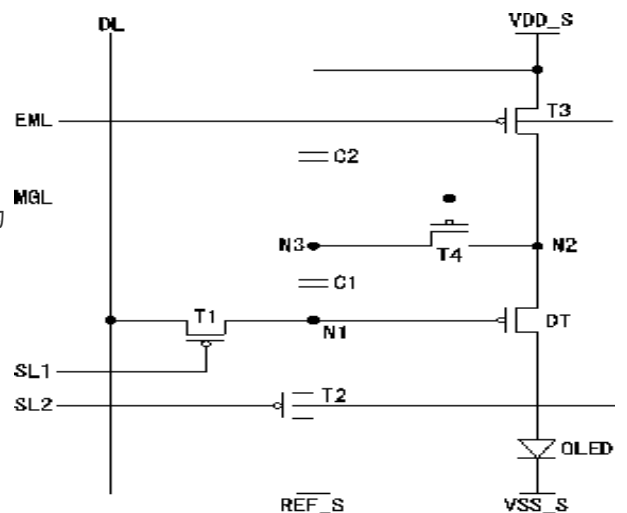 DL
VDD_S
EML
T3
C2
MGL
N3
T4
N2
C1
T1
N1
DT
SL1
SL2
T2
OLED
REF_S
VSS_S